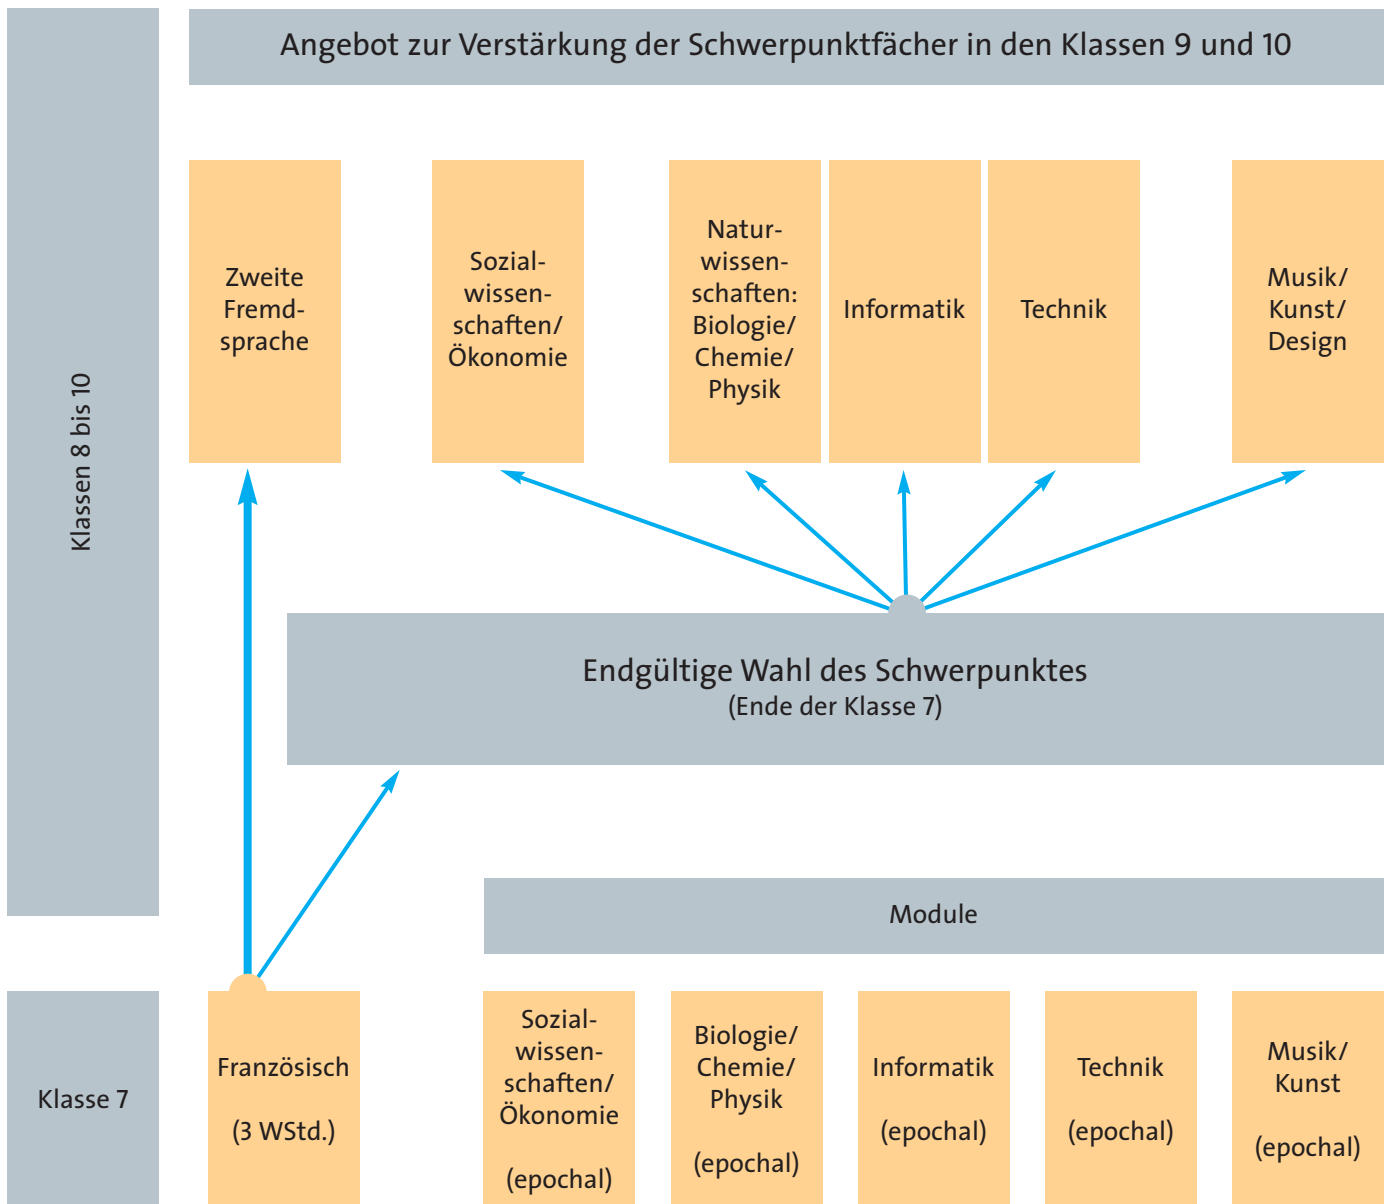 Angebot zur Verstärkung der Schwerpunktfächer in den Klassen 9 und 10
Klassen 8 bis 10
Zweite
Fremd-
sprache
Sozial-
wissen-
schaften/
Ökonomie
Natur-
wissen-
schaften:
Biologie/
Chemie/
Physik
Informatik
Technik
Musik/
Kunst/
Design
Endgültige Wahl des Schwerpunktes
(Ende der Klasse 7)
Module
Klasse 7
Französisch
(3 WStd.)
Sozial-
wissen-
schaften/
Ökonomie
(epochal)
Biologie/
Chemie/
Physik
(epochal)
Informatik
(epochal)
Technik
(epochal)
Musik/
Kunst
(epochal)